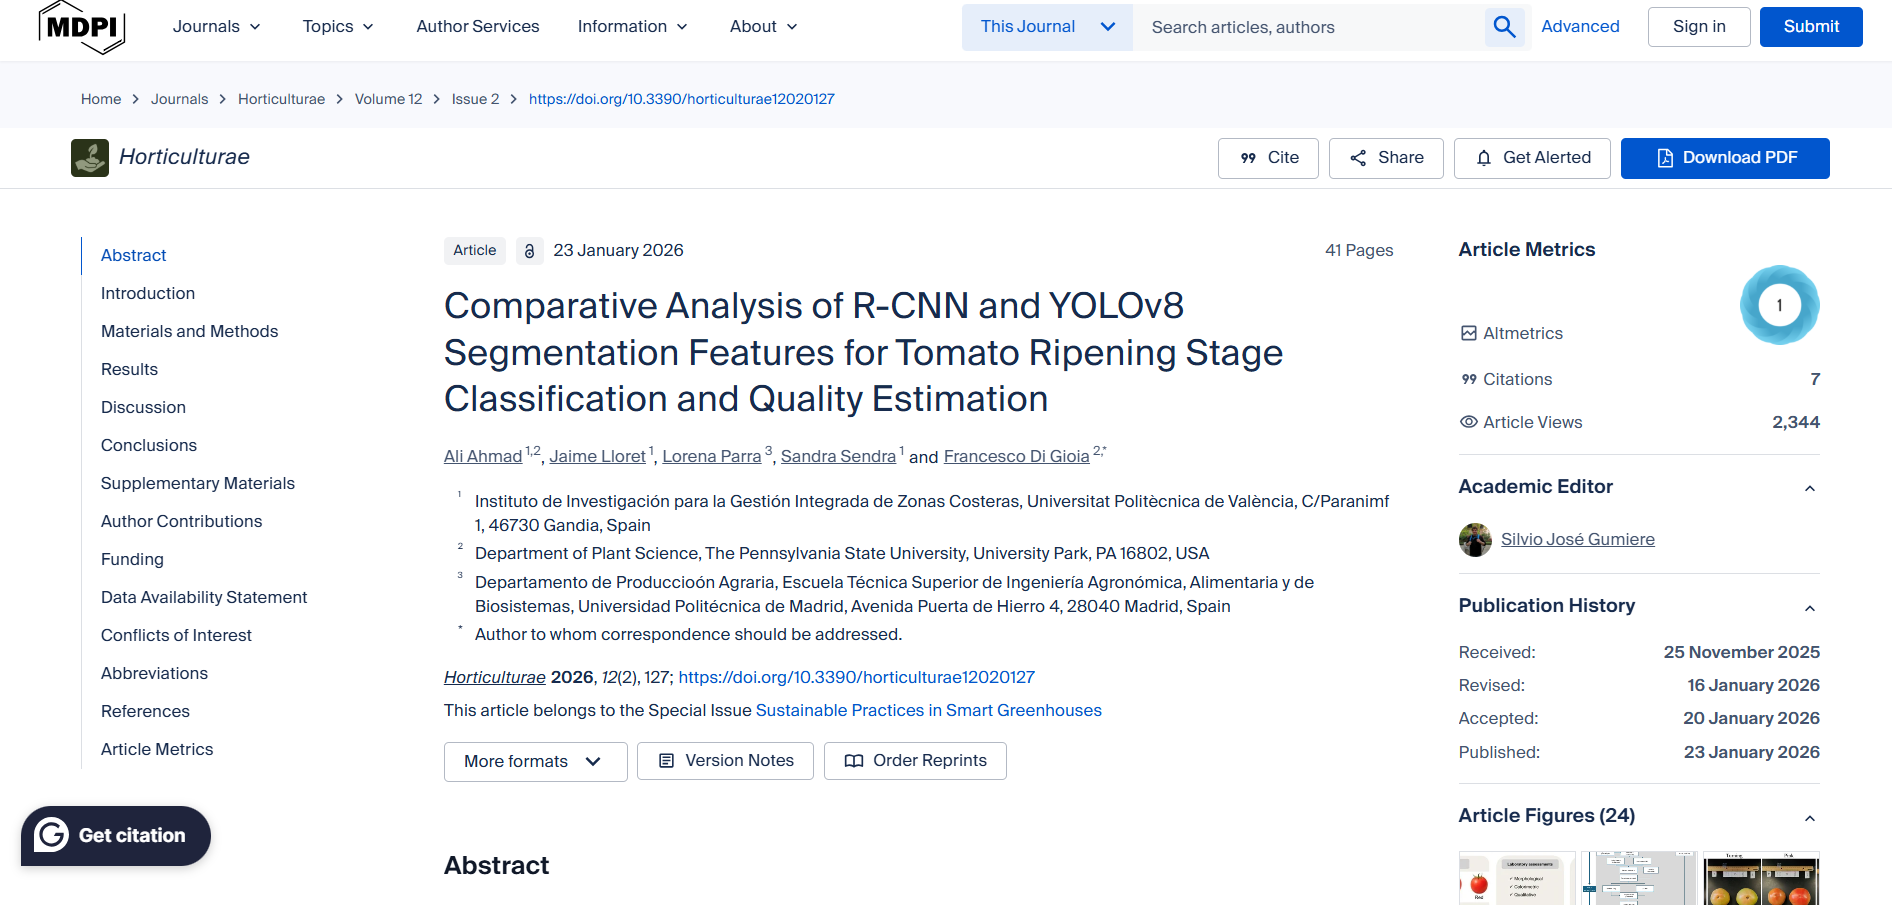 MDPI
Journals
Topics
Author Services
Information
About
This Journal
Search articles, authors
Advanced
Sign in
Submit
Home > Journals > Horticulturae > Volume 12 > Issue 2 > https://doi.org/10.3390/horticulturae12020127
Horticulturae
Cite
Share
Get Alerted
Download PDF
Abstract
Introduction
Materials and Methods
Results
Discussion
Conclusions
Supplementary Materials
Author Contributions
Funding
Data Availability Statement
Conflicts of Interest
Abbreviations
References
Article Metrics
Get citation
Article
23 January 2026
41 Pages
Comparative Analysis of R-CNN and YOLOv8
Segmentation Features for Tomato Ripening Stage
Classification and Quality Estimation
Ali Ahmad 1,2, Jaime Lloret 1, Lorena Parra 3, Sandra Sendra 1 and Francesco Di Gioia 2,*
1 Instituto de Investigación para la Gestión Integrada de Zonas Costeras, Universitat Politècnica de València, C/Paranimf
1, 46730 Gandia, Spain
2 Department of Plant Science, The Pennsylvania State University, University Park, PA 16802, USA
3 Departamento de Produccioón Agraria, Escuela Técnica Superior de Ingeniería Agronómica, Alimentaria y de
Biosistemas, Universidad Politécnica de Madrid, Avenida Puerta de Hierro 4, 28040 Madrid, Spain
* Author to whom correspondence should be addressed.
Horticulturae 2026, 12(2), 127; https://doi.org/10.3390/horticulturae12020127
This article belongs to the Special Issue Sustainable Practices in Smart Greenhouses
More formats
Version Notes
Order Reprints
Abstract
Article Metrics
1
Altmetrics
Citations 7
Article Views 2,344
Academic Editor
Silvio José Gumiere
Publication History
Received: 25 November 2025
Revised: 16 January 2026
Accepted: 20 January 2026
Published: 23 January 2026
Article Figures (24)
Laboratory assessments
✓ Morphological
✓ Colorimetric
✓ Qualitative
Red
Turning
Pink